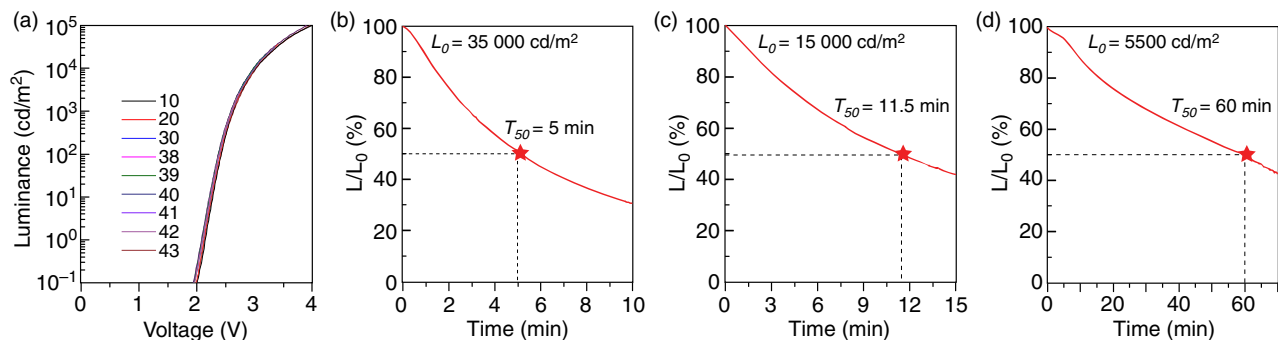 (a)
Luminance (cd/m²)
10⁵
10⁴
10³
10²
10¹
10⁰
10⁻¹
10
20
30
38
39
40
41
42
43
0 1 2 3 4
Voltage (V)
(b)
L/L₀ (%)
100
80
60
40
20
0
L₀ = 35 000 cd/m²
T₅₀ = 5 min
0 2 4 6 8 10
Time (min)
(c)
L/L₀ (%)
100
80
60
40
20
0
L₀ = 15 000 cd/m²
T₅₀ = 11.5 min
0 3 6 9 12 15
Time (min)
(d)
L/L₀ (%)
100
80
60
40
20
0
L₀ = 5500 cd/m²
T₅₀ = 60 min
0 20 40 60
Time (min)